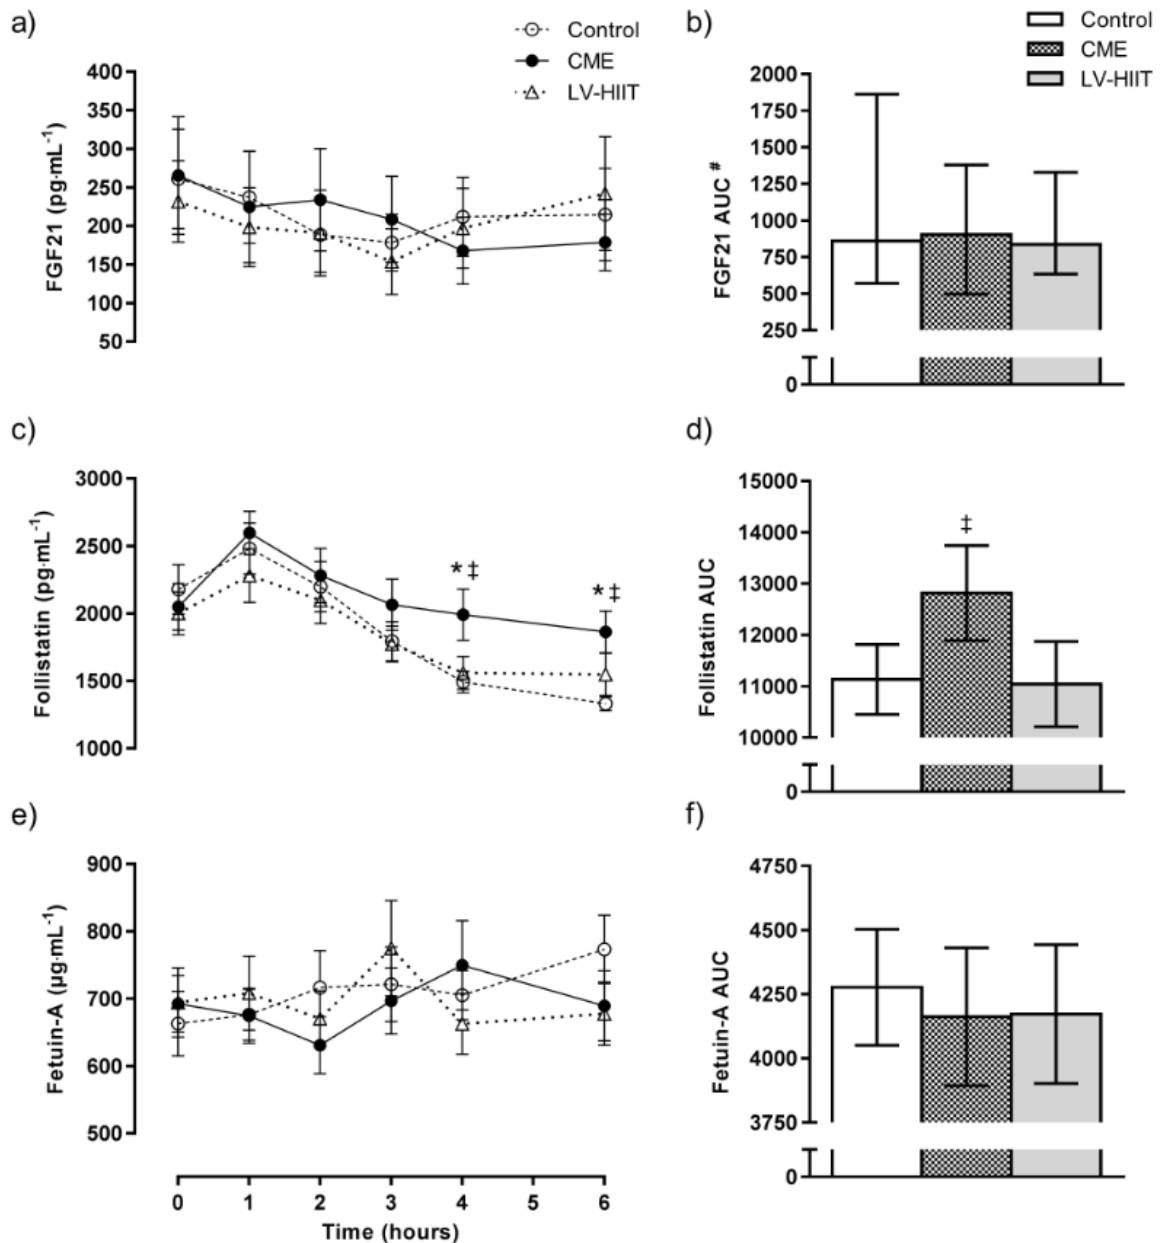 a)
Control
CME
LV-HIIT
400
350
300
250
200
150
100
50
FGF21 (pg·mL⁻¹)
b)
Control
CME
LV-HIIT
2000
1750
1500
1250
1000
750
500
250
0
FGF21 AUC #
c)
3000
2500
2000
1500
1000
Follistatin (pg·mL⁻¹)
*‡
*‡
d)
15000
14000
13000
12000
11000
10000
0
Follistatin AUC
‡
e)
900
800
700
600
500
Fetuin-A (µg·mL⁻¹)
0 1 2 3 4 5 6
Time (hours)
f)
4750
4500
4250
4000
3750
0
Fetuin-A AUC